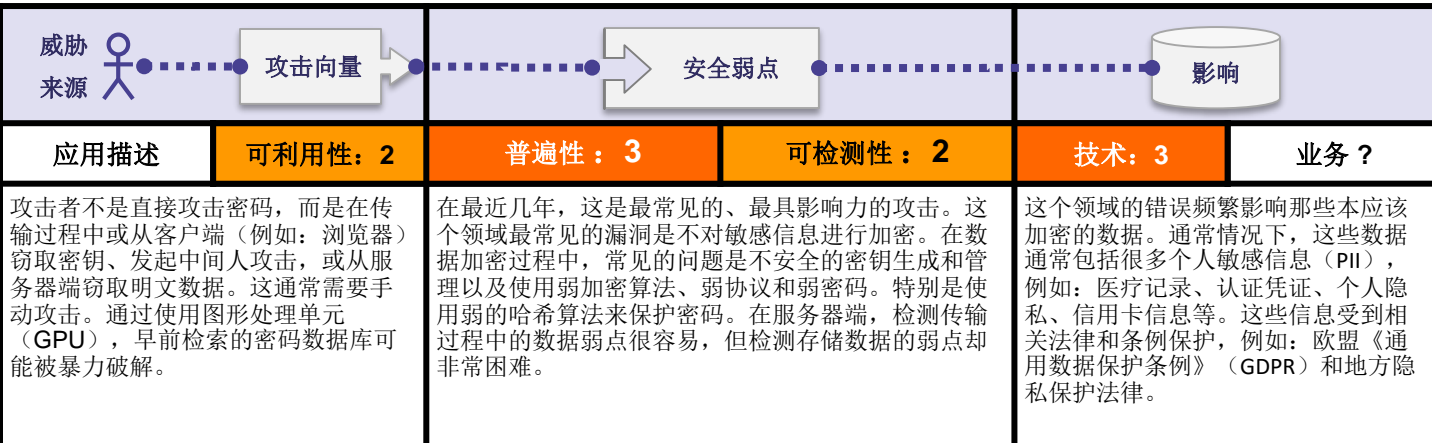 威胁
来源
攻击向量
安全弱点
影响
应用描述
可利用性：2
普遍性 ：3
可检测性 ：2
技术：3
业务 ?
攻击者不是直接攻击密码，而是在传
输过程中或从客户端（例如：浏览器）
窃取密钥、发起中间人攻击，或从服
务器端窃取明文数据。这通常需要手
动攻击。通过使用图形处理单元
（GPU），早前检索的密码数据库可
能被暴力破解。
在最近几年，这是最常见的、最具影响力的攻击。这
个领域最常见的漏洞是不对敏感信息进行加密。在数
据加密过程中，常见的问题是不安全的密钥生成和管
理以及使用弱加密算法、弱协议和弱密码。特别是使
用弱的哈希算法来保护密码。在服务器端，检测传输
过程中的数据弱点很容易，但检测存储数据的弱点却
非常困难。
这个领域的错误频繁影响那些本应该
加密的数据。通常情况下，这些数据
通常包括很多个人敏感信息（PII），
例如：医疗记录、认证凭证、个人隐
私、信用卡信息等。这些信息受到相
关法律和条例保护，例如：欧盟《通
用数据保护条例》（GDPR）和地方隐
私保护法律。